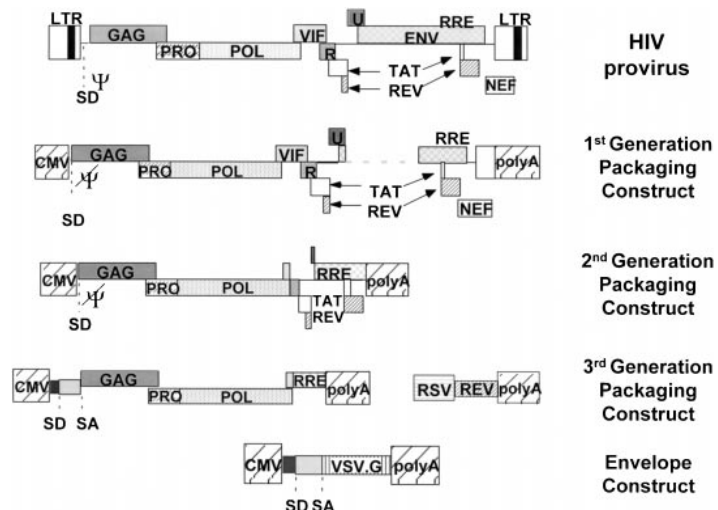 LTR GAG PRO POL VIF R U ENV RRE LTR
TAT
REV
NEF
SD Ψ
HIV
provirus
CMV GAG PRO POL VIF R U RRE polyA
Ψ
TAT
REV
NEF
SD
1st Generation
Packaging
Construct
CMV GAG PRO POL RRE polyA
Ψ
SD
TAT
REV
2nd Generation
Packaging
Construct
CMV GAG PRO POL RRE polyA RSV REV polyA
SD SA
3rd Generation
Packaging
Construct
CMV VSV.G polyA
SD SA
Envelope
Construct